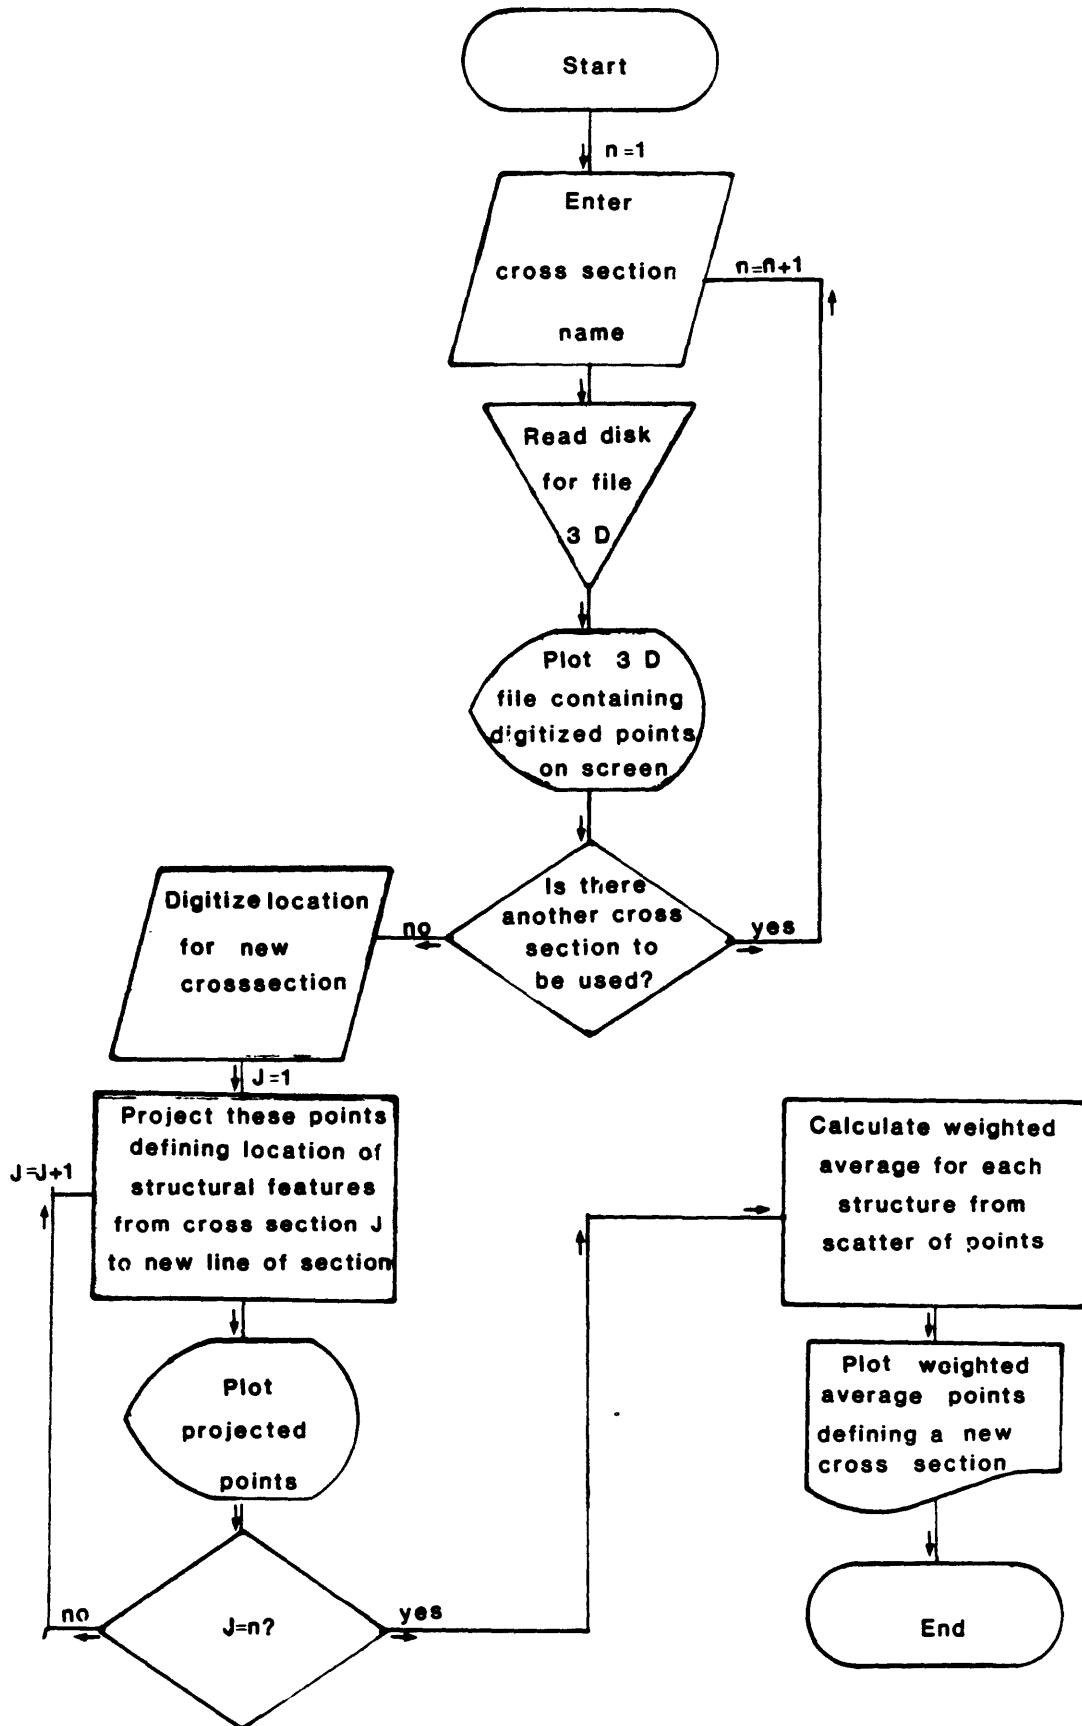 Start
n=1
Enter
cross section
name
n=n+1
Read disk
for file
3 D
Plot 3 D
file containing
digitized points
on screen
Is there
another cross
section to
be used?
yes
no
Digitize location
for new
crosssection
J=1
Project these points
defining location of
structural features
from cross section J
to new line of section
J=J+1
Plot
projected
points
J=n?
no
yes
Calculate weighted
average for each
structure from
scatter of points
Plot weighted
average points
defining a new
cross section
End